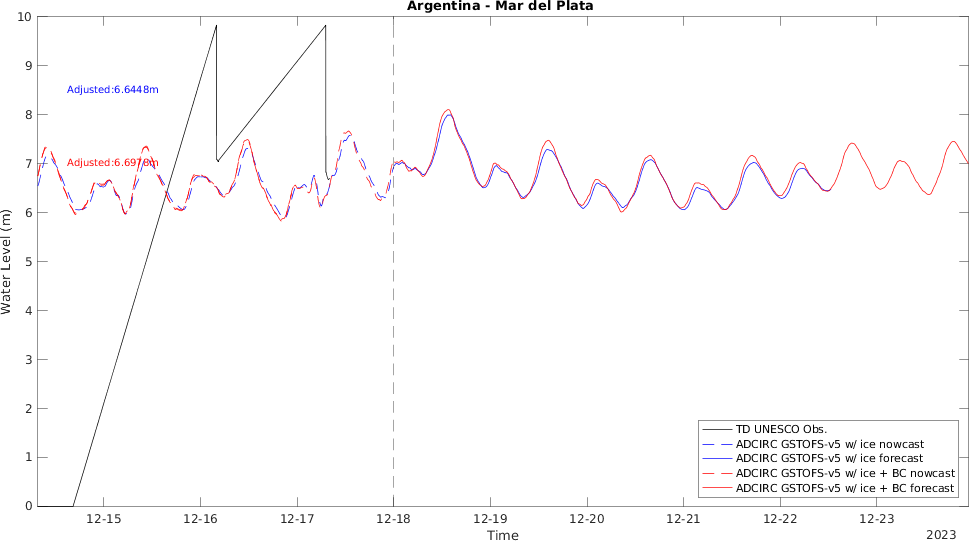 Argentina - Mar del Plata
10
9
8
7
6
5
4
3
2
1
0
Water Level (m)
Adjusted:6.6448m
Adjusted:6.6978m
12-15
12-16
12-17
12-18
12-19
12-20
12-21
12-22
12-23
Time
2023
TD UNESCO Obs.
ADCIRC GSTOFS-v5 w/ ice nowcast
ADCIRC GSTOFS-v5 w/ ice forecast
ADCIRC GSTOFS-v5 w/ ice + BC nowcast
ADCIRC GSTOFS-v5 w/ ice + BC forecast